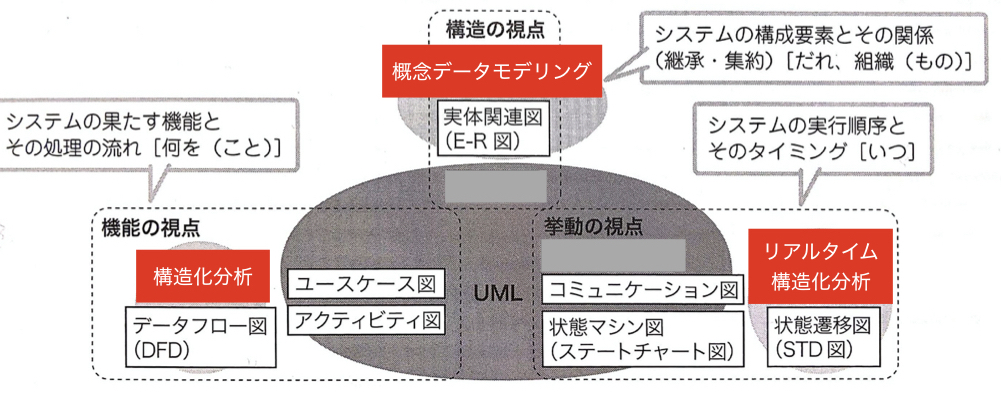 構造の視点
概念データモデリング
実体関連図
(E-R 図)
システムの構成要素とその関係
(継承・集約)[だれ、組織(もの)]
システムの果たす機能と
その処理の流れ[何を(こと)]
システムの実行順序と
そのタイミング[いつ]
機能の視点
構造化分析
データフロー図
(DFD)
ユースケース図
アクティビティ図
UML
挙動の視点
コミュニケーション図
状態マシン図
(ステートチャート図)
リアルタイム
構造化分析
状態遷移図
(STD 図)